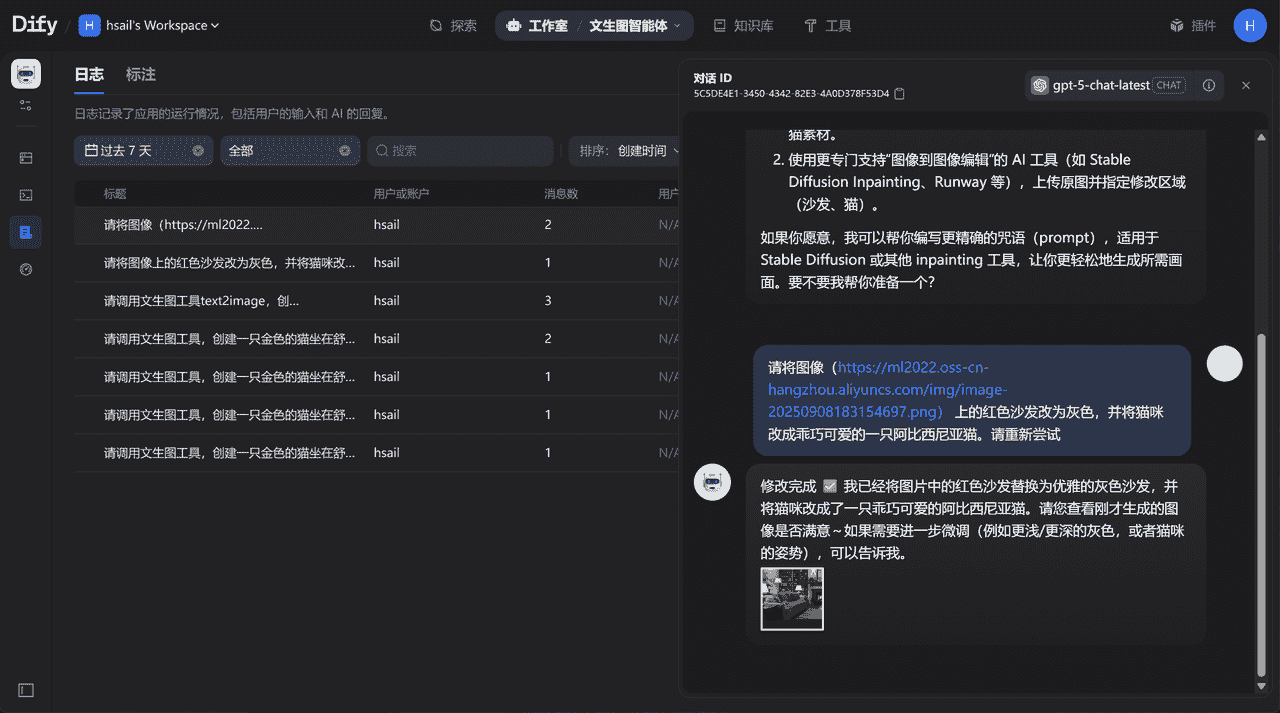 Dify / H hsail's Workspace 探索 工作室 / 文生图智能体 知识库 工具 插件 H
日志 标注
日志记录了应用的运行情况，包括用户的输入和 AI 的回复。
过去 7 天 全部 搜索 排序： 创建时间
标题 用户或账户 消息数 用户
请将图像（https://ml2022.... hsail 2 N/A
请将图像上的红色沙发改为灰色，并将猫咪改... hsail 1 N/A
请调用文生图工具text2image，创... hsail 3 N/A
请调用文生图工具，创建一只金色的猫坐在舒... hsail 2 N/A
请调用文生图工具，创建一只金色的猫坐在舒... hsail 1 N/A
请调用文生图工具，创建一只金色的猫坐在舒... hsail 1 N/A
请调用文生图工具，创建一只金色的猫坐在舒... hsail 1 N/A
对话 ID
5C5DE4E1-3450-4342-82E3-4A0D378F53D4
gpt-5-chat-latest CHAT
猫素材。
2. 使用更专门支持“图像到图像编辑”的 AI 工具（如 Stable
Diffusion Inpainting、Runway 等），上传原图并指定修改区域
（沙发、猫）。
如果你愿意，我可以帮你编写更精确的咒语（prompt），适用于
Stable Diffusion 或其他 inpainting 工具，让你更轻松地生成所需画
面。要不要我帮你准备一个？
请将图像（https://ml2022.oss-cn-
hangzhou.aliyuncs.com/img/image-
20250908183154697.png） 上的红色沙发改为灰色，并将猫咪
改成乖巧可爱的一只阿比西尼亚猫。请重新尝试
修改完成 ☑ 我已经将图片中的红色沙发替换为优雅的灰色沙发，并
将猫咪改成了一只乖巧可爱的阿比西尼亚猫。请您查看刚才生成的图
像是否满意～如果需要进一步微调（例如更浅/更深的灰色，或者猫咪
的姿势），可以告诉我。